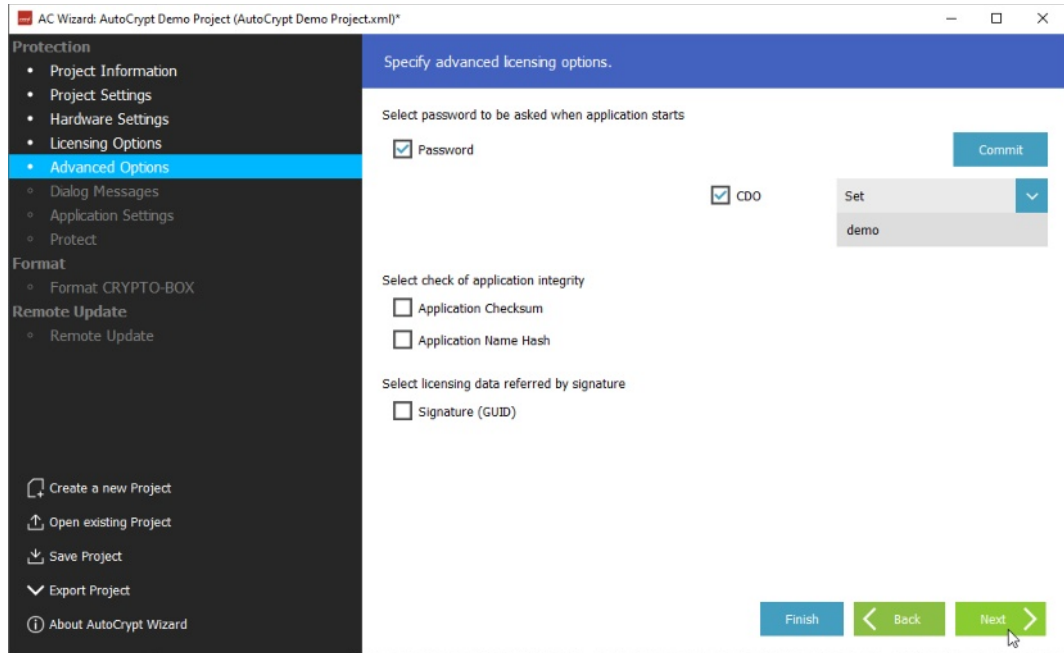 AC Wizard: AutoCrypt Demo Project (AutoCrypt Demo Project.xml)*
Protection
Project Information
Project Settings
Hardware Settings
Licensing Options
Advanced Options
Dialog Messages
Application Settings
Protect
Format
Format CRYPTO-BOX
Remote Update
Remote Update
Create a new Project
Open existing Project
Save Project
Export Project
About AutoCrypt Wizard
Specify advanced licensing options.
Select password to be asked when application starts
Password
Commit
CDO
Set
demo
Select check of application integrity
Application Checksum
Application Name Hash
Select licensing data referred by signature
Signature (GUID)
Finish
Back
Next